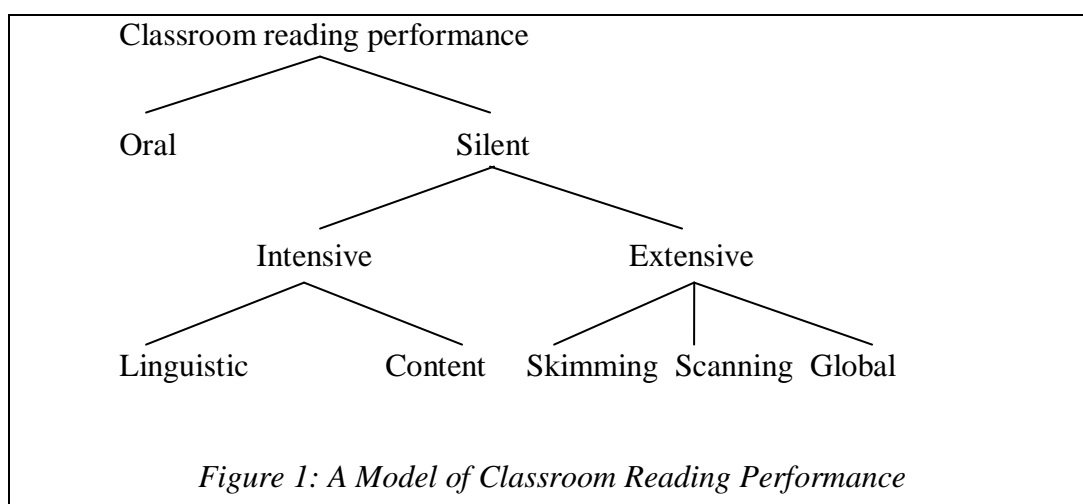 Classroom reading performance
Oral Silent
Intensive Extensive
Linguistic Content Skimming Scanning Global
Figure 1: A Model of Classroom Reading Performance